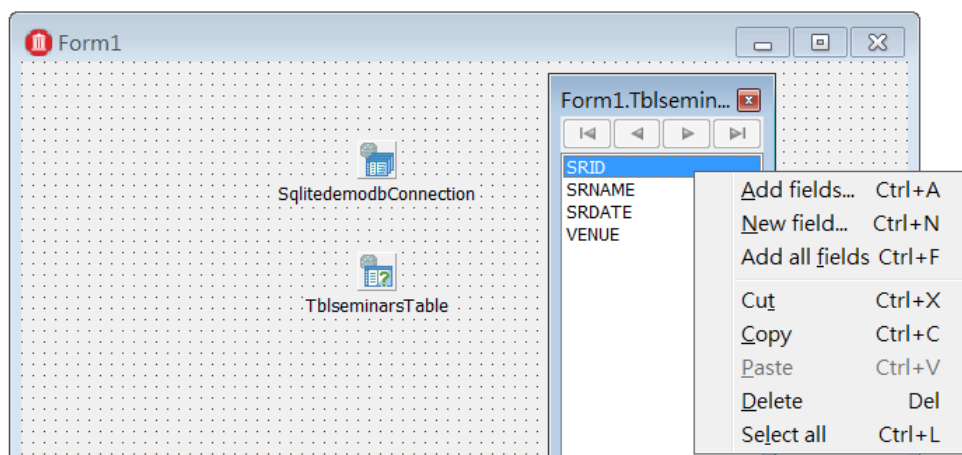 Form1
Form1.Tblsemin...
SqlitedemodbConnection
TblseminarsTable
SRID
SRNAME
SRDATE
VENUE
Add fields... Ctrl+A
New field... Ctrl+N
Add all fields Ctrl+F
Cut Ctrl+X
Copy Ctrl+C
Paste Ctrl+V
Delete Del
Select all Ctrl+L